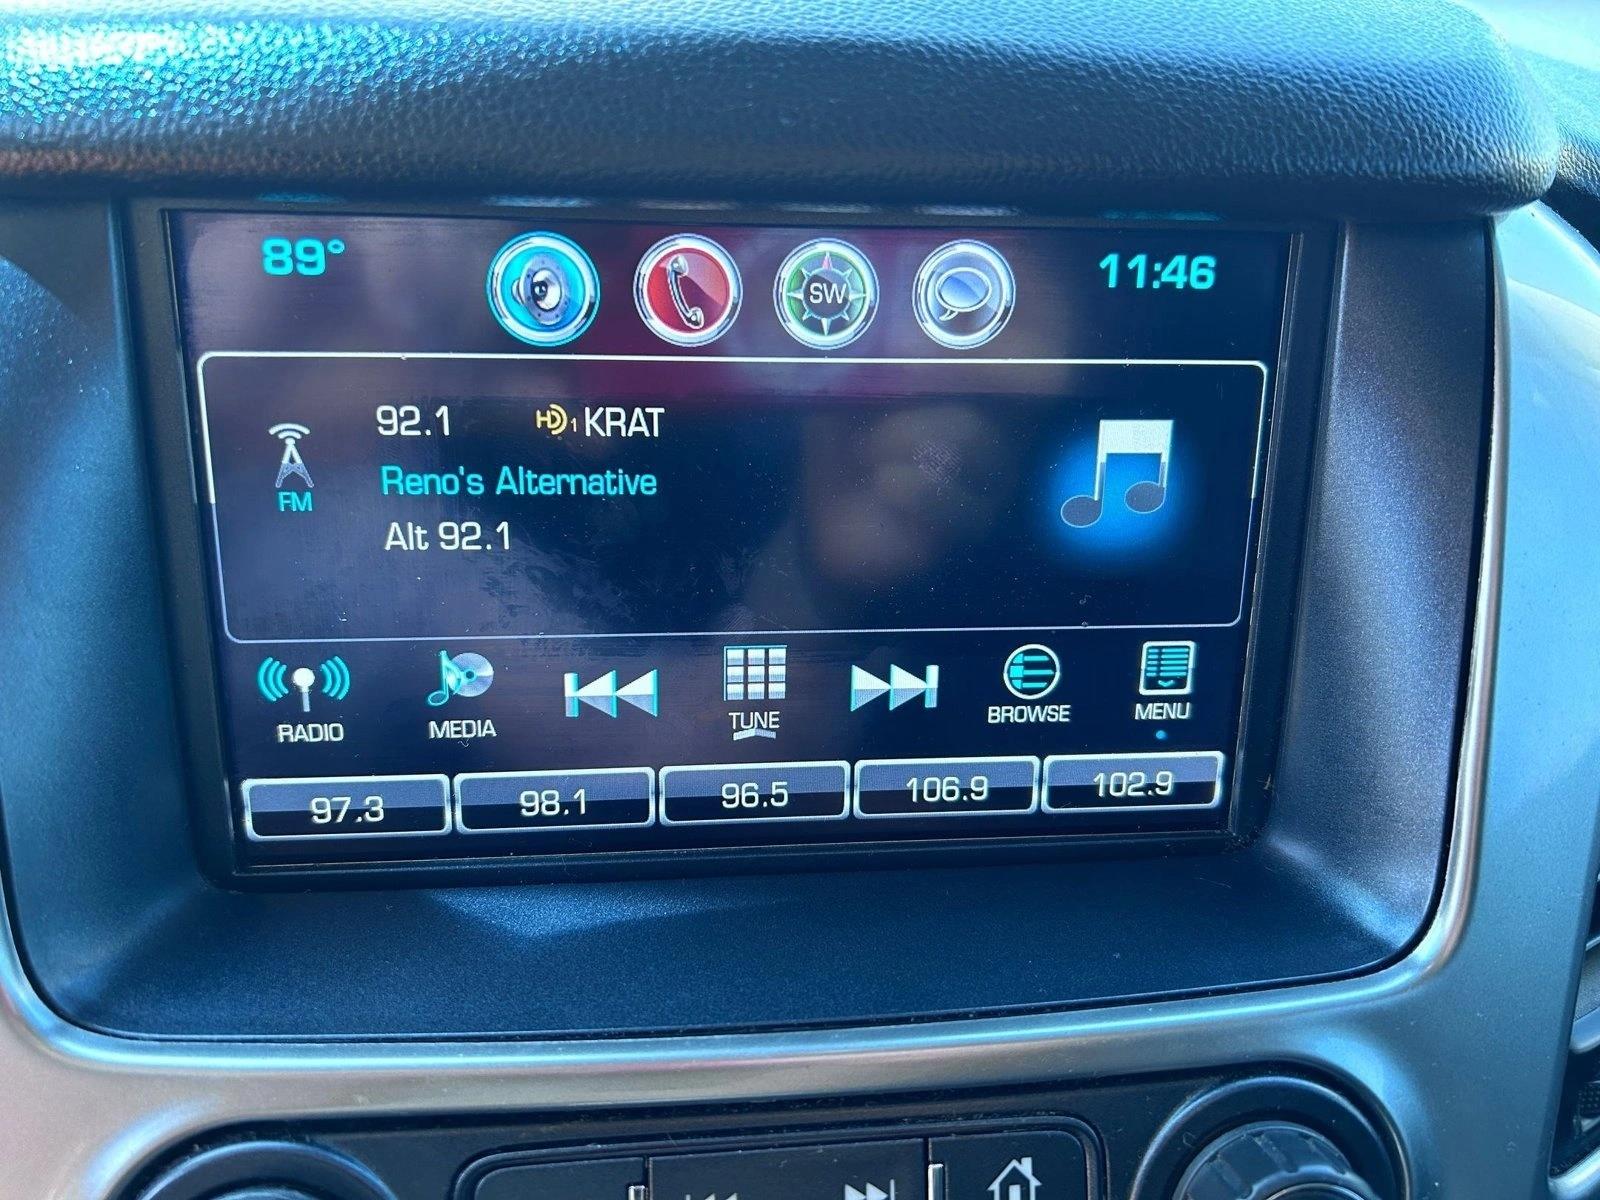 89° SW 11:46
92.1 HD1 KRAT
Reno's Alternative
FM
Alt 92.1
RADIO MEDIA TUNE BROWSE MENU
97.3 98.1 96.5 106.9 102.9